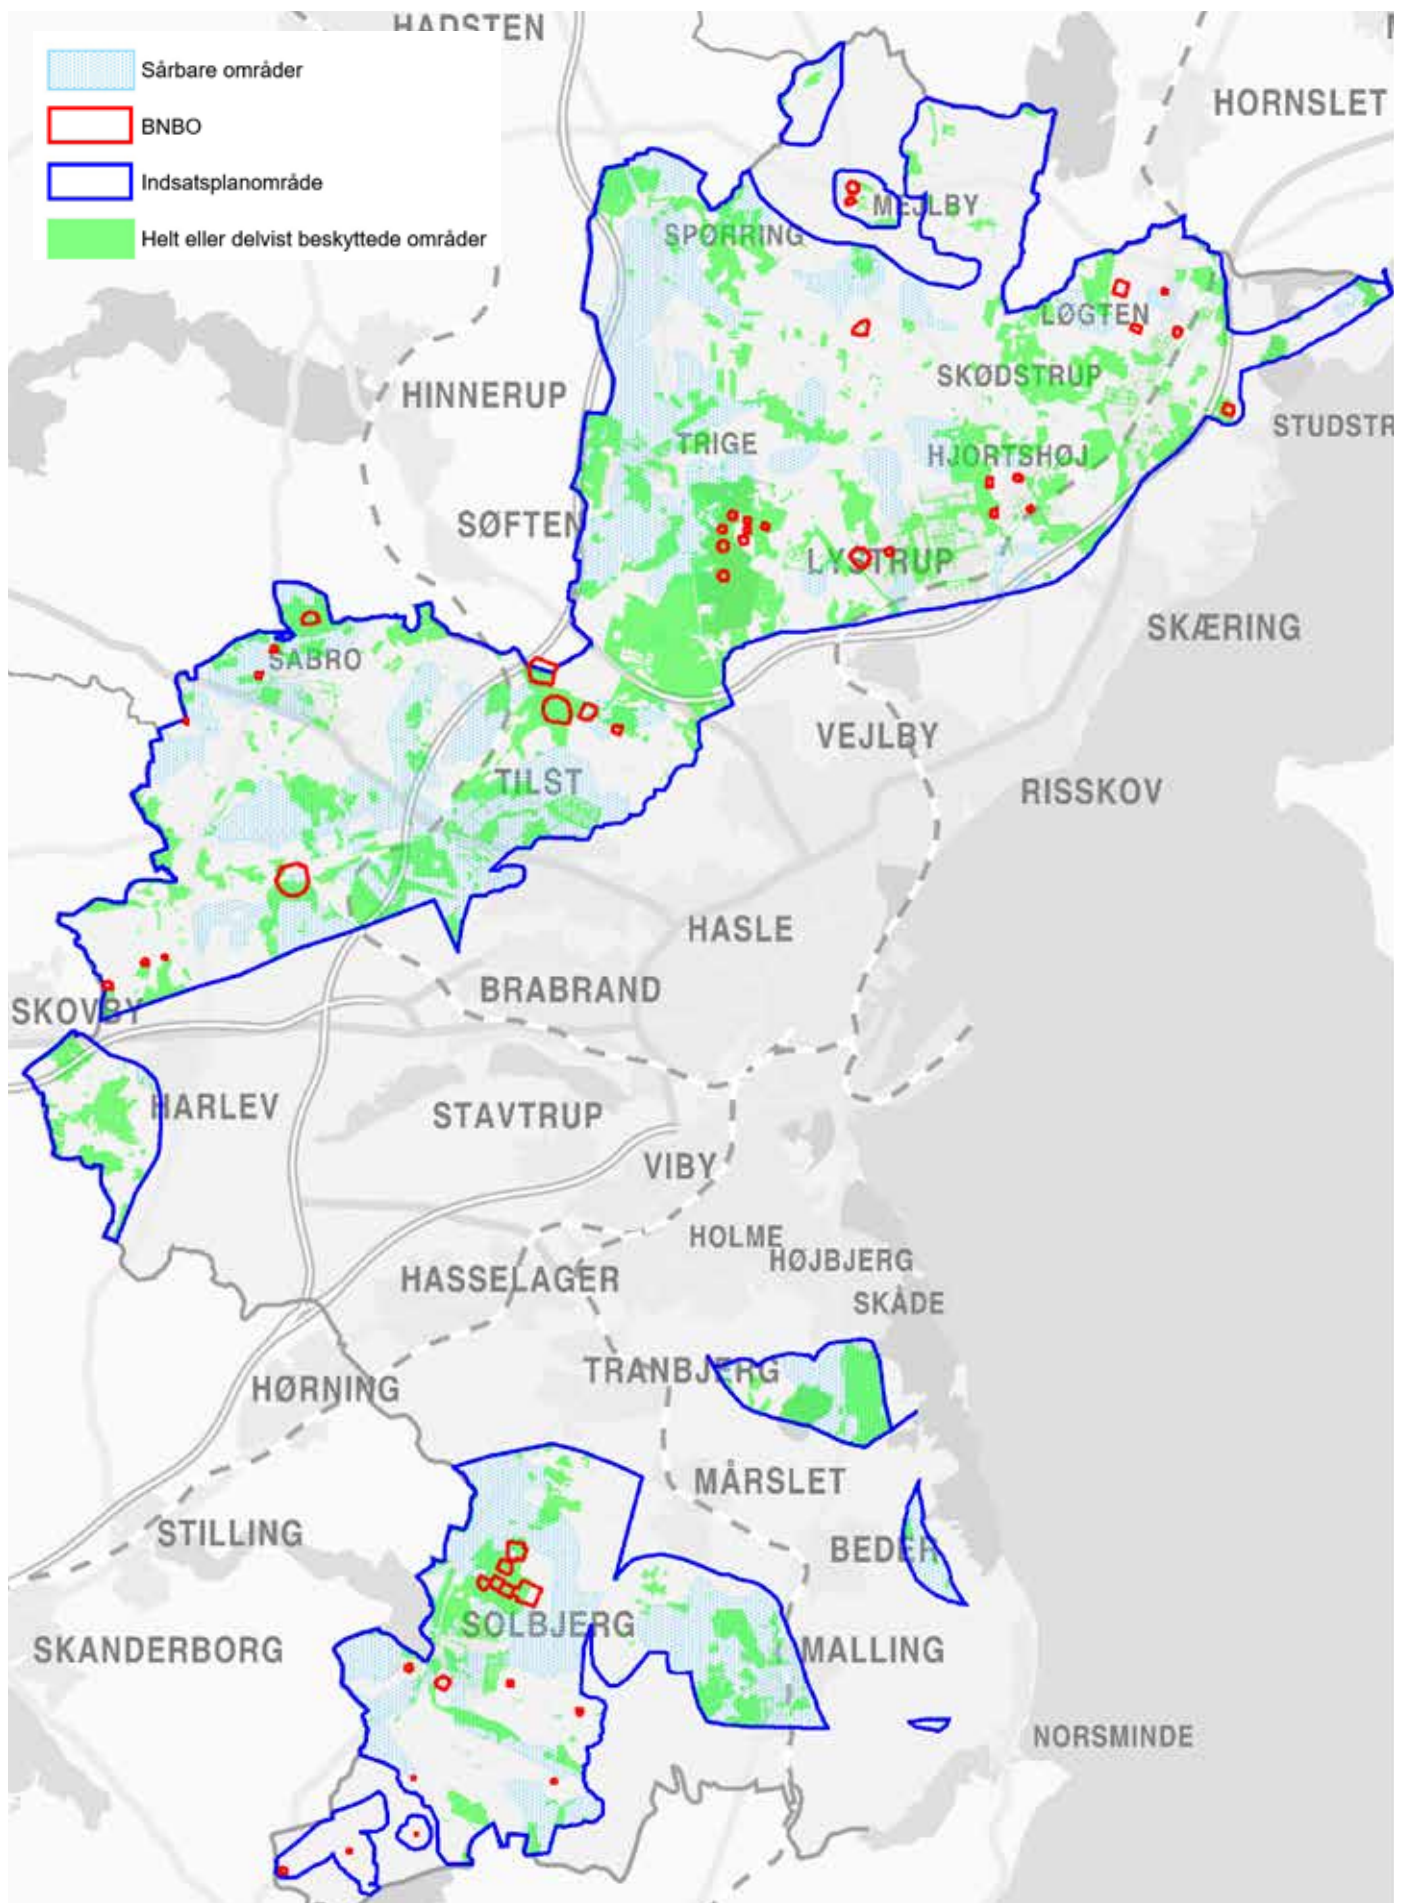 HADSTEN
Sårbare områder
BNBO
Indsatsplanområde
Helt eller delvist beskyttede områder
HORNSLET
MEJLBY
SPØRRING
LØGTEN
SKØDSTRUP
HINNERUP
STUDSTR
TRIGE
HJORTSHØJ
SØFTEN
LYSTRUP
SKÆRING
SABRO
VEJLBY
TILST
RISSKOV
HASLE
BRABRAND
SKOVBY
HARLEV
STAVTRUP
VIBY
HOLME
HØJBJERG
HASSELAGER
SKÅDE
TRANBJERG
HØRNING
MÅRSLET
STILLING
BEDER
SOLBJERG
SKANDERBORG
MALLING
NORSMINDE